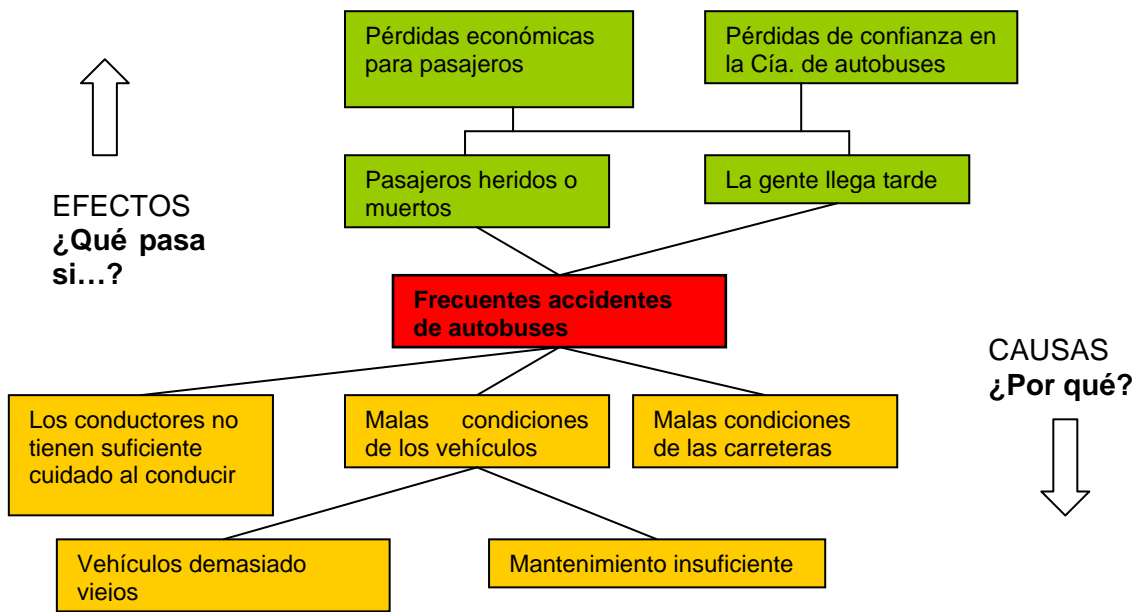 Pérdidas económicas
para pasajeros
Pérdidas de confianza en
la Cía. de autobuses
Pasajeros heridos o
muertos
La gente llega tarde
EFECTOS
¿Qué pasa
si…?
Frecuentes accidentes
de autobuses
CAUSAS
¿Por qué?
Los conductores no
tienen suficiente
cuidado al conducir
Malas condiciones
de los vehículos
Malas condiciones
de las carreteras
Vehículos demasiado
viejos
Mantenimiento insuficiente